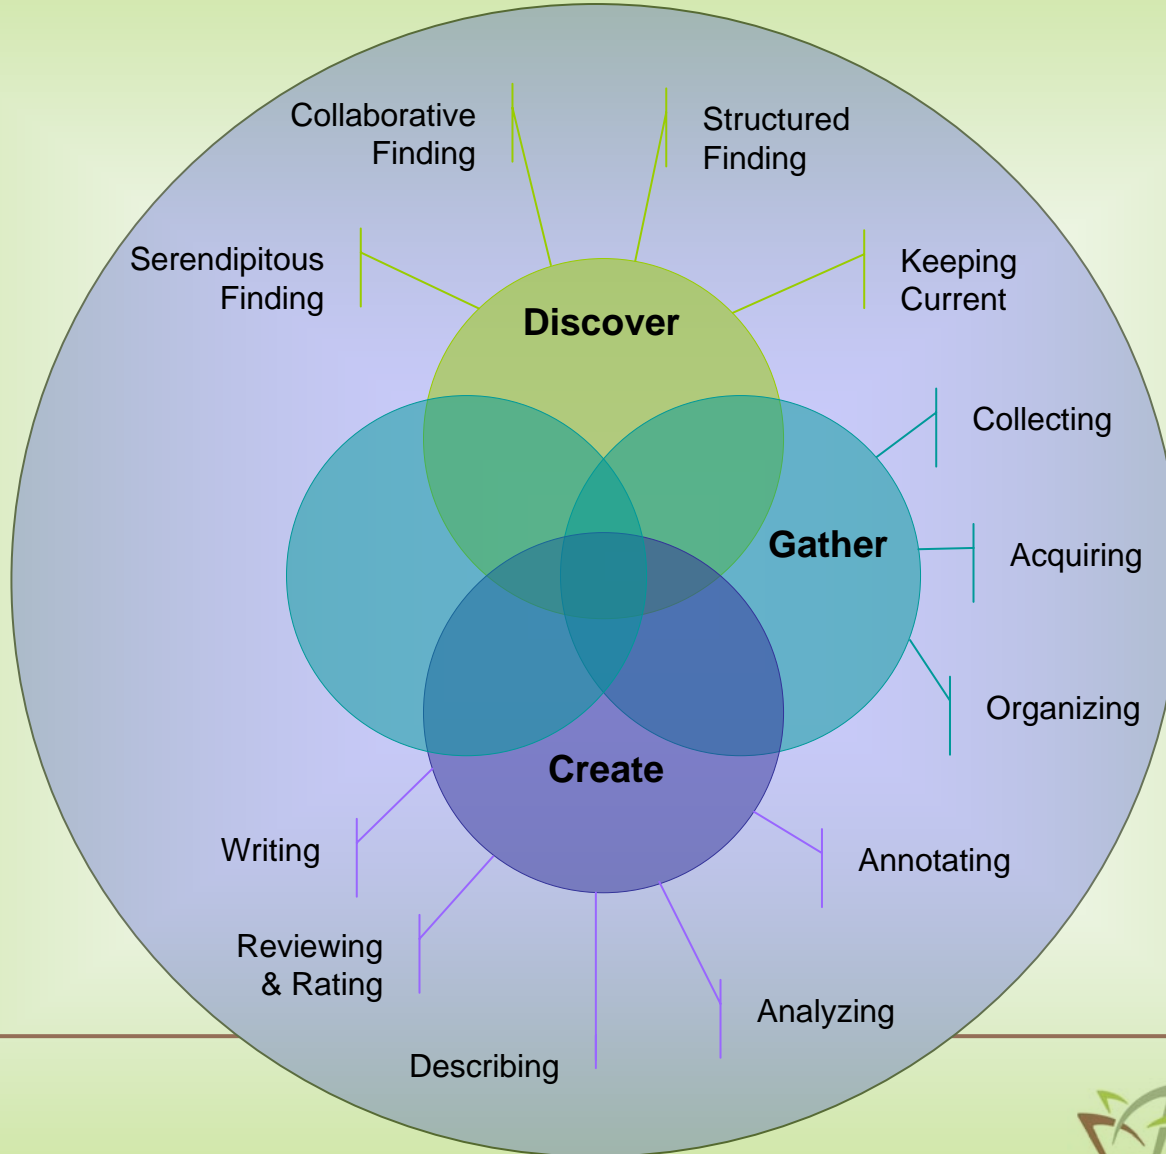 Collaborative
Finding
Structured
Finding
Serendipitous
Finding
Keeping
Current
Discover
Collecting
Gather
Acquiring
Organizing
Create
Writing
Annotating
Reviewing
& Rating
Analyzing
Describing